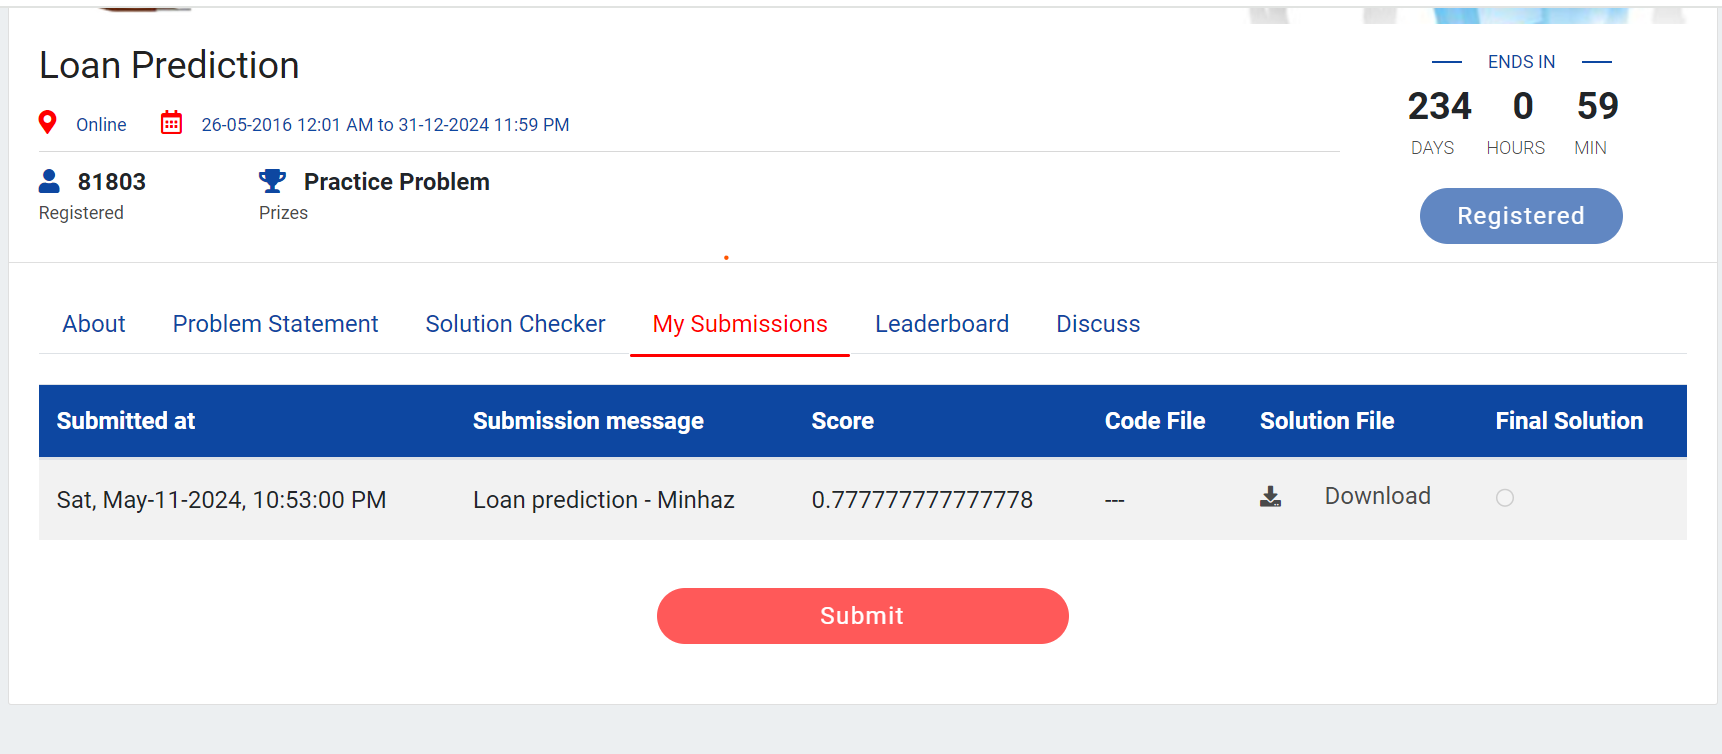 Loan Prediction
Online 26-05-2016 12:01 AM to 31-12-2024 11:59 PM
81803
Registered
Practice Problem
Prizes
ENDS IN
234 0 59
DAYS HOURS MIN
Registered
About Problem Statement Solution Checker My Submissions Leaderboard Discuss
Submitted at Submission message Score Code File Solution File Final Solution
Sat, May-11-2024, 10:53:00 PM Loan prediction - Minhaz 0.777777777777778 --- Download
Submit